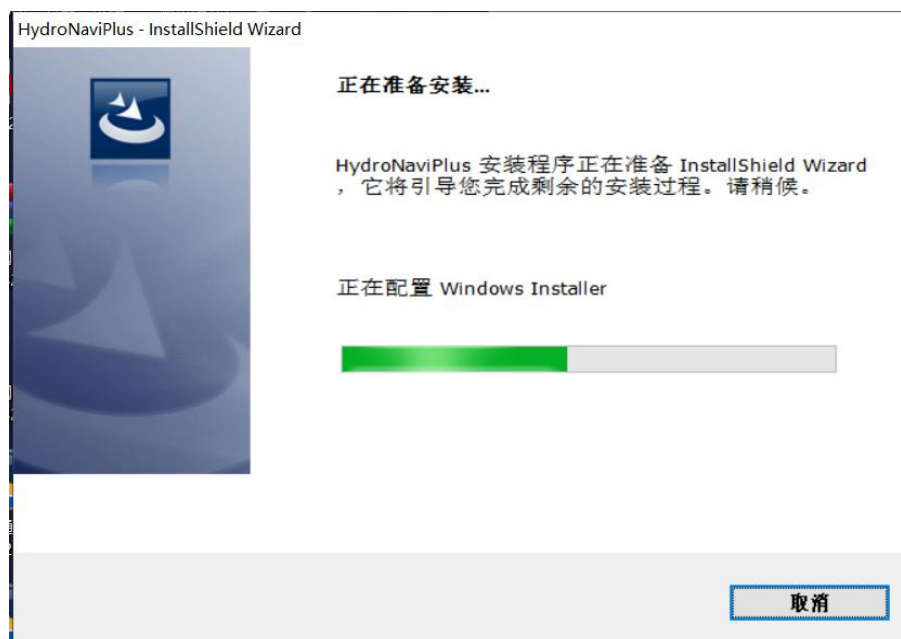 HydroNaviPlus - InstallShield Wizard
正在准备安装...
HydroNaviPlus 安装程序正在准备 InstallShield Wizard
，它将引导您完成剩余的安装过程。请稍候。
正在配置 Windows Installer
取消